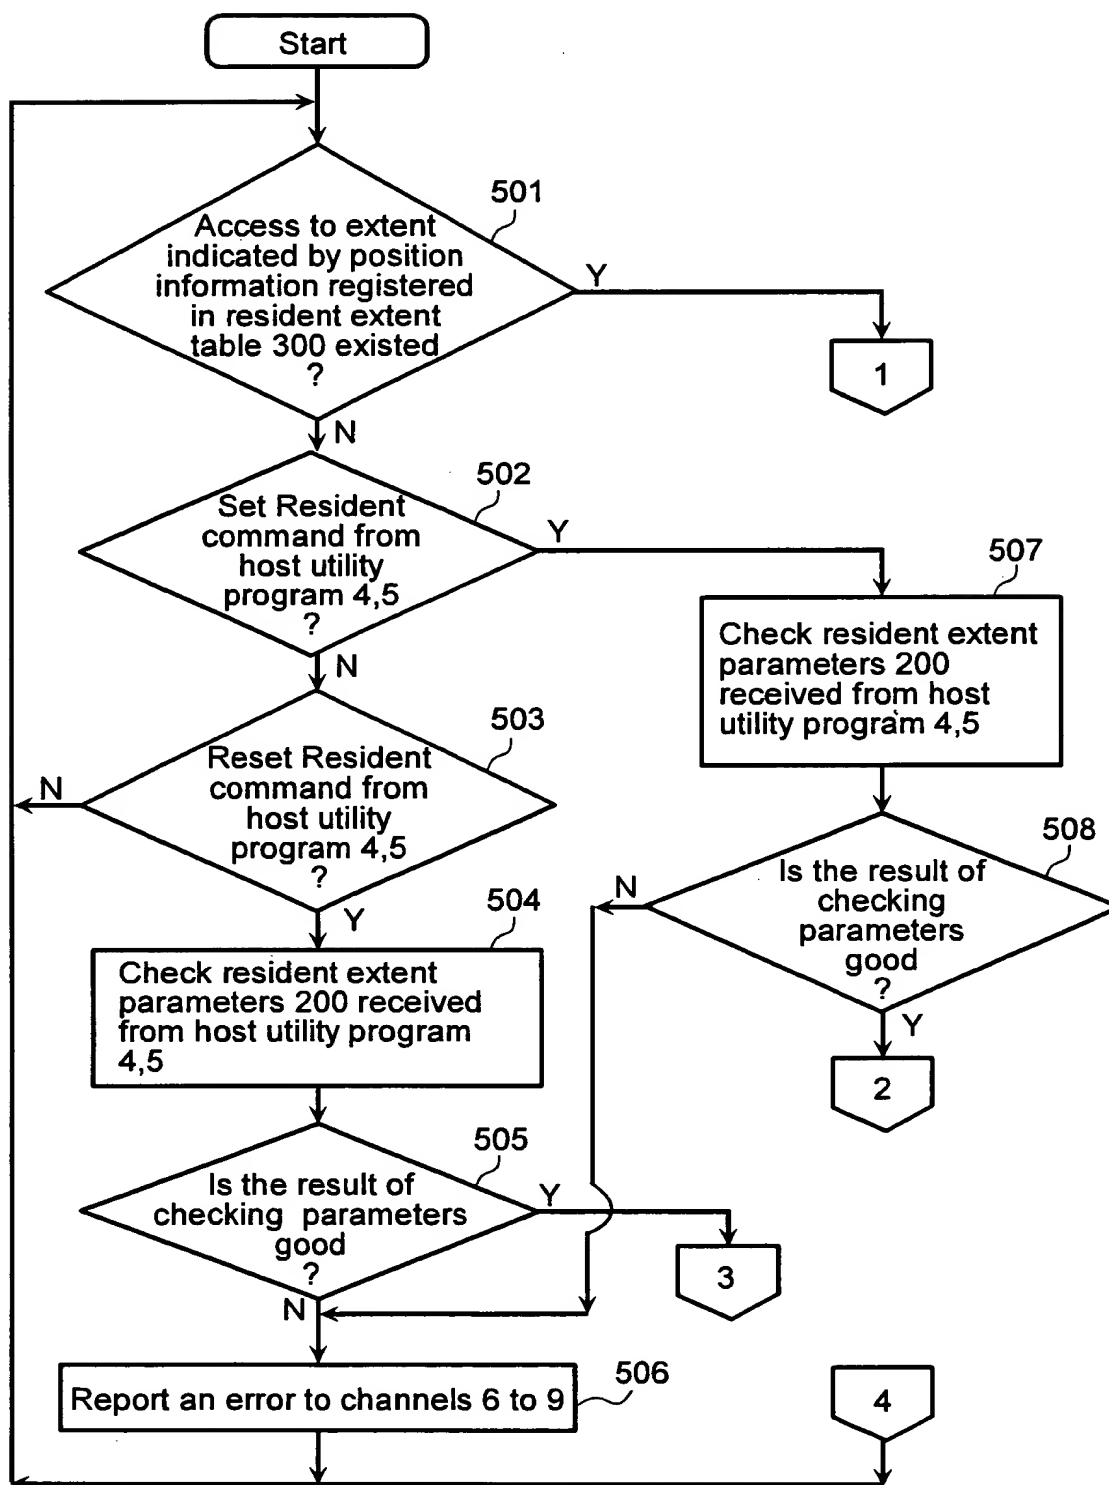 Start
501
Access to extent
indicated by position
information registered
in resident extent
table 300 existed
?
Y
1
N
502
Set Resident
command from
host utility
program 4,5
?
Y
507
Check resident extent
parameters 200
received from host
utility program 4,5
N
503
Reset Resident
command from
host utility
program 4,5
?
N
508
Is the result of
checking
parameters
good
?
N
Y
2
Y
504
Check resident extent
parameters 200 received
from host utility program
4,5
505
Is the result of
checking parameters
good
?
Y
3
N
506
Report an error to channels 6 to 9
4